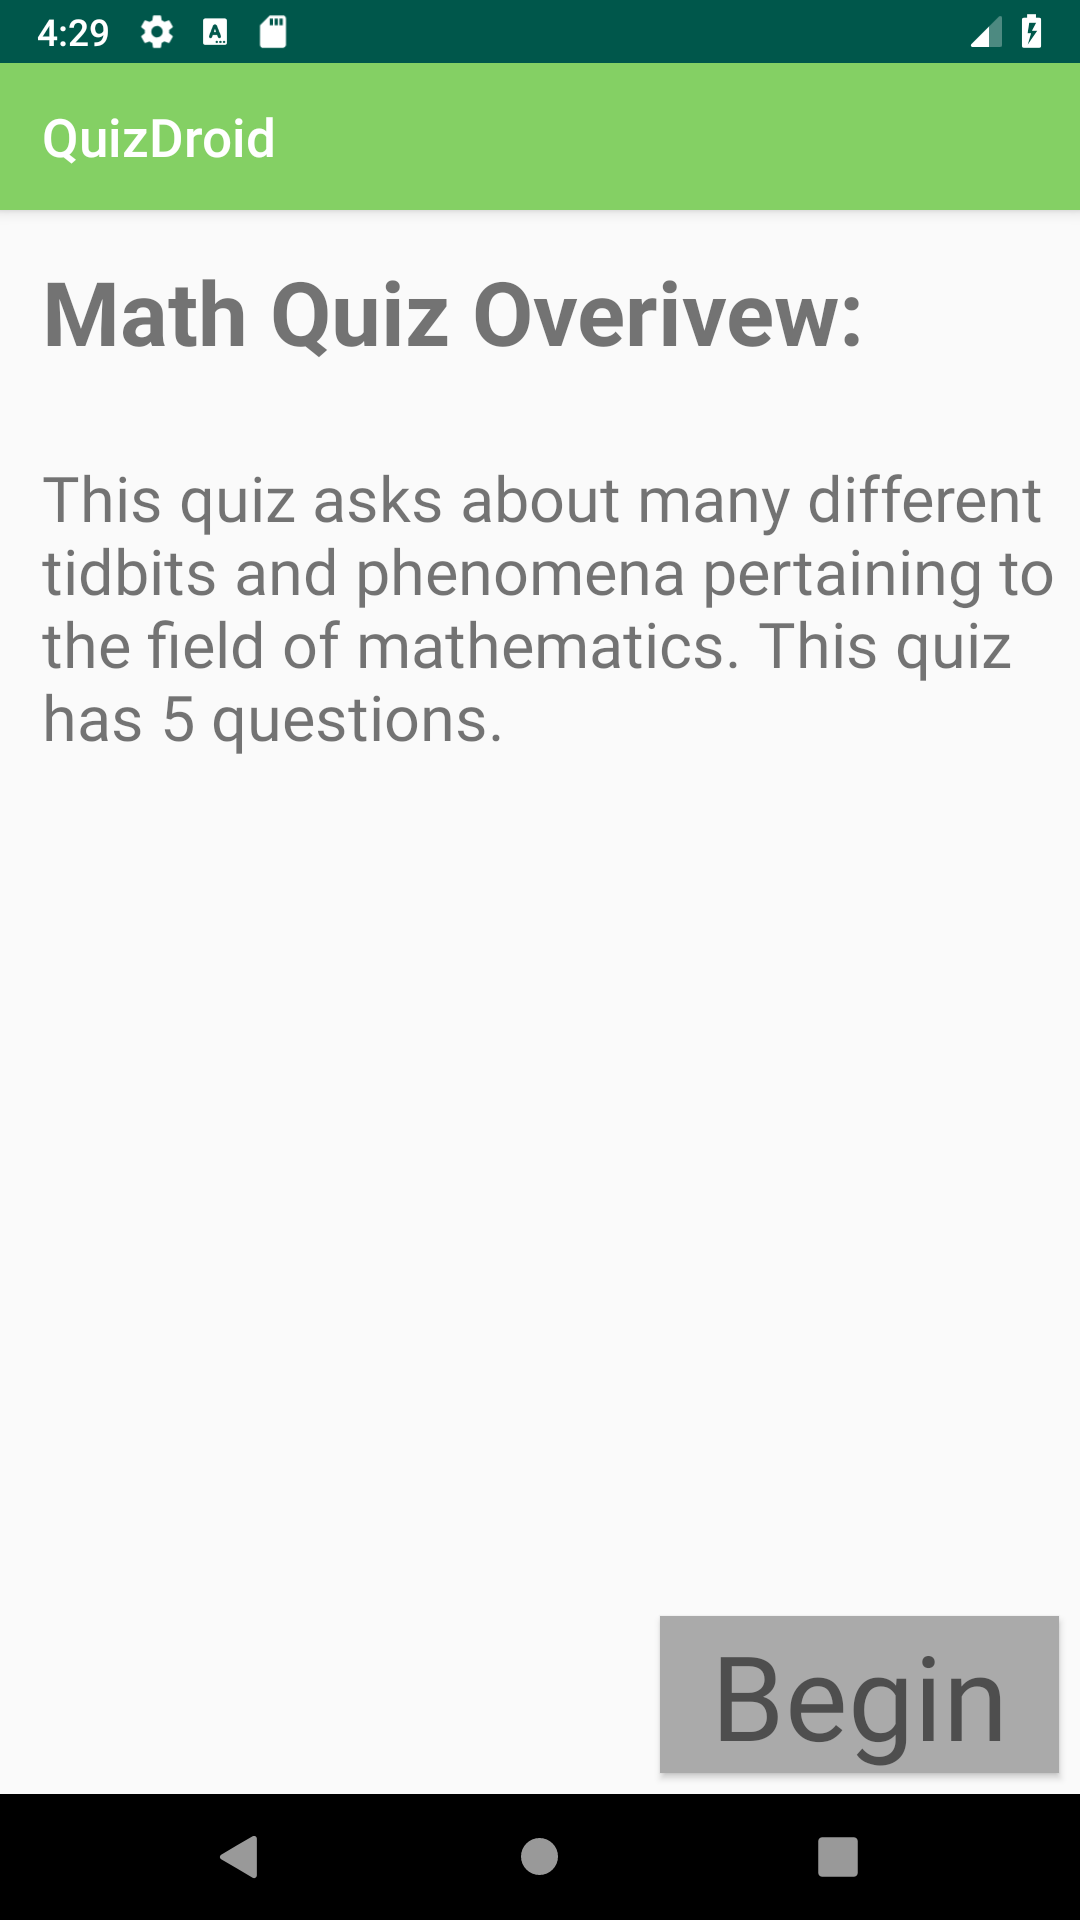 4:29
QuizDroid
Math Quiz Overivew:
This quiz asks about many different
tidbits and phenomena pertaining to
the field of mathematics. This quiz
has 5 questions.
Begin